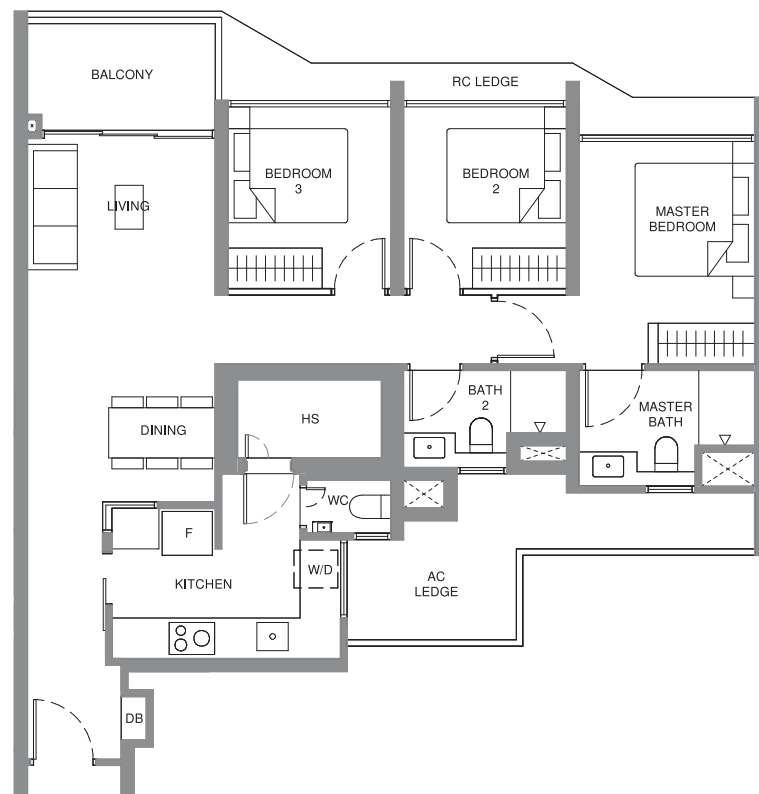 BALCONY
RC LEDGE
BEDROOM
3
BEDROOM
2
LIVING
MASTER
BEDROOM
HS
BATH
2
DINING
MASTER
BATH
WC
F
W/D
KITCHEN
AC
LEDGE
DB